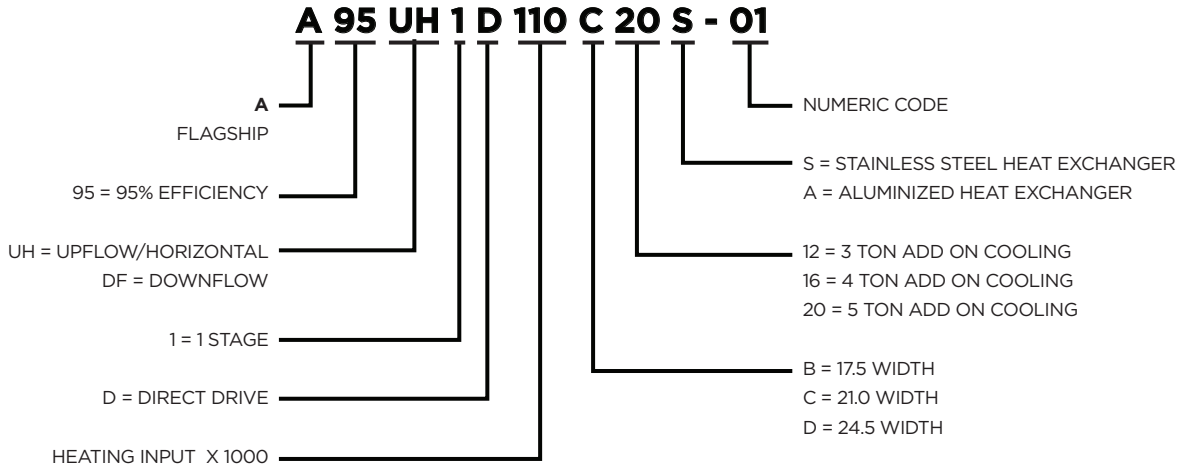 A 95 UH 1 D 110 C 20 S - 01
A
FLAGSHIP
95 = 95% EFFICIENCY
UH = UPFLOW/HORIZONTAL
DF = DOWNFLOW
1 = 1 STAGE
D = DIRECT DRIVE
HEATING INPUT X 1000
NUMERIC CODE
S = STAINLESS STEEL HEAT EXCHANGER
A = ALUMINIZED HEAT EXCHANGER
12 = 3 TON ADD ON COOLING
16 = 4 TON ADD ON COOLING
20 = 5 TON ADD ON COOLING
B = 17.5 WIDTH
C = 21.0 WIDTH
D = 24.5 WIDTH